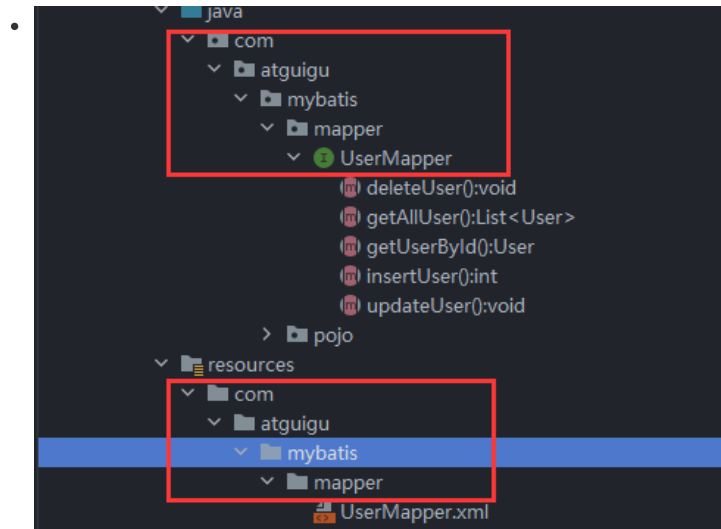 java
com
atguigu
mybatis
mapper
UserMapper
deleteUser():void
getAllUser():List<User>
getUserById():User
insertUser():int
updateUser():void
pojo
resources
com
atguigu
mybatis
mapper
UserMapper.xml